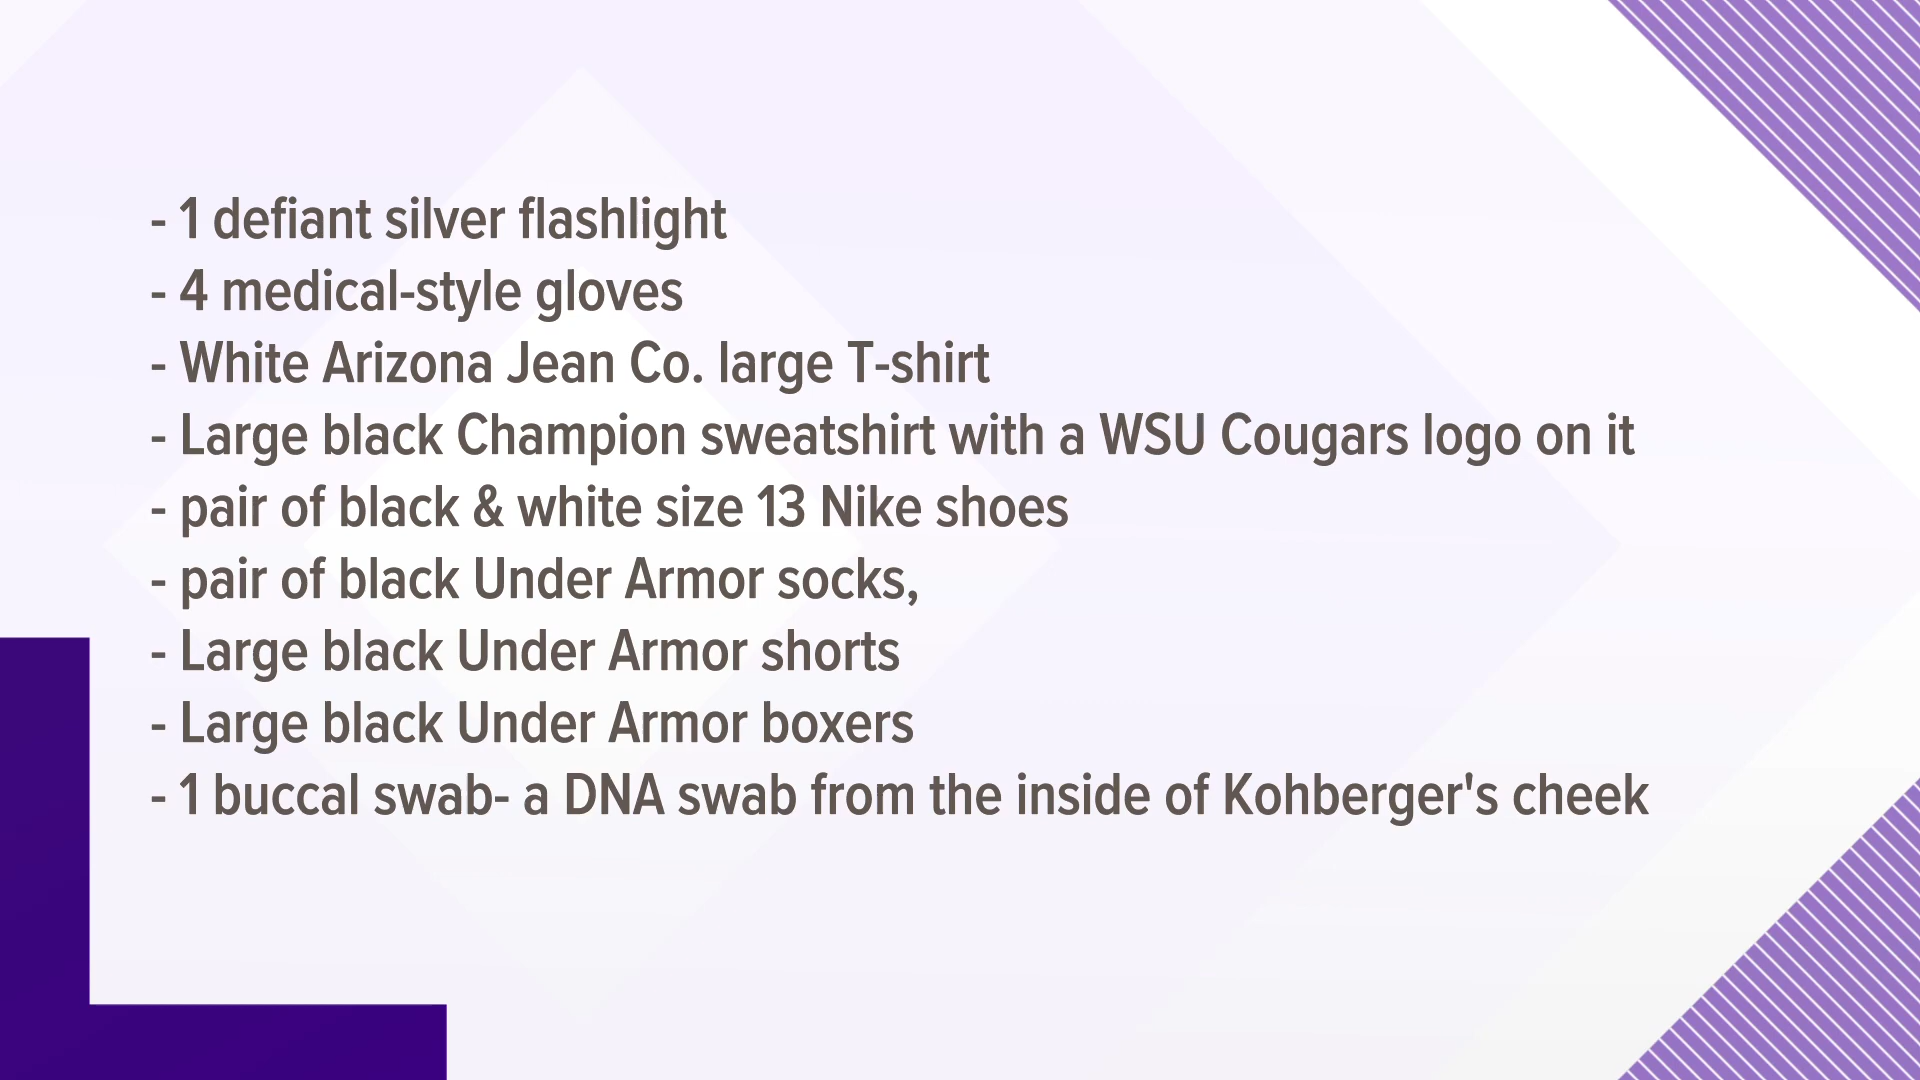 - 1 defiant silver flashlight
- 4 medical-style gloves
- White Arizona Jean Co. large T-shirt
- Large black Champion sweatshirt with a WSU Cougars logo on it
- pair of black & white size 13 Nike shoes
- pair of black Under Armor socks,
- Large black Under Armor shorts
- Large black Under Armor boxers
- 1 buccal swab- a DNA swab from the inside of Kohberger's cheek